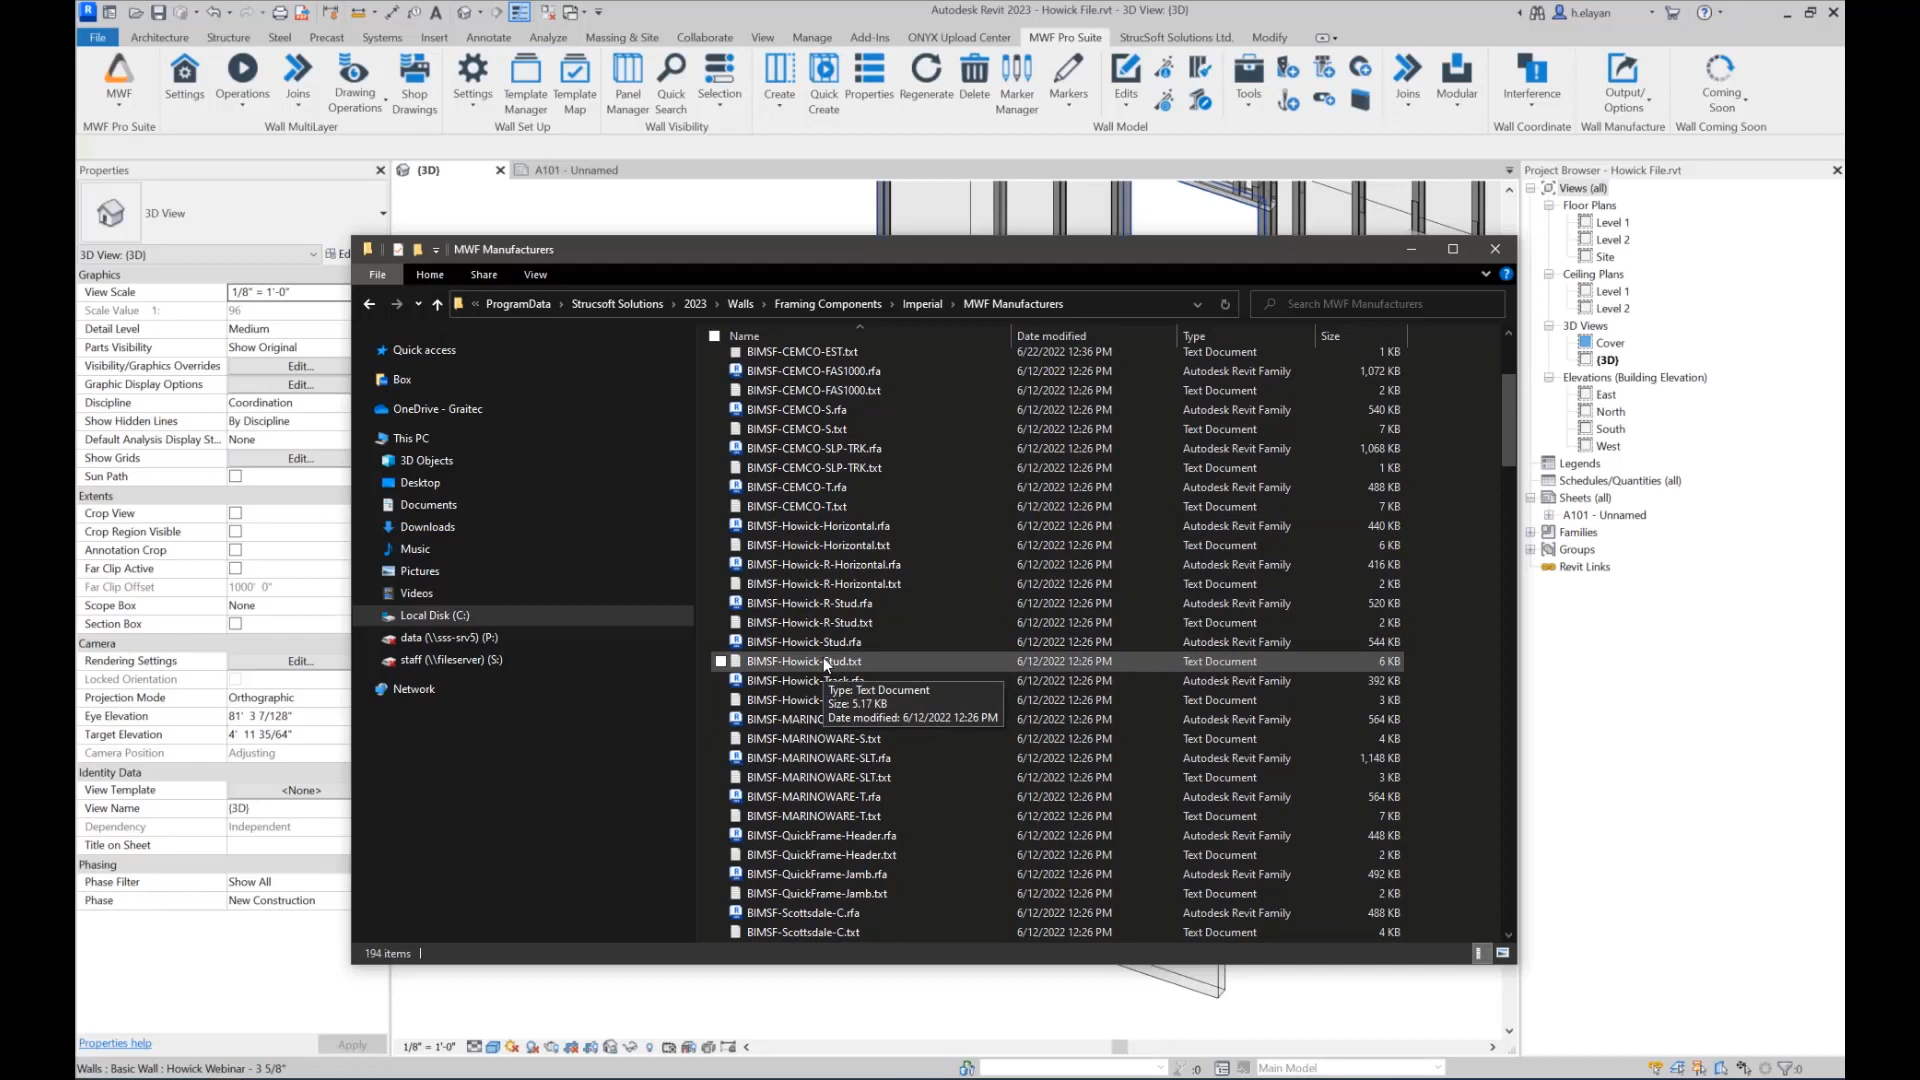 Autodesk Revit 2023 - Howick File.rvt - 3D View: {3D}
h.elayan
File Architecture Structure Steel Precast Systems Insert Annotate Analyze Massing & Site Collaborate View Manage Add-Ins ONYX Upload Center MWF Pro Suite StrucSoft Solutions Ltd. Modify
MWF Settings Operations Joins Drawing Operations Shop Drawings Settings Template Manager Template Map Panel Manager Quick Search Selection Create Quick Create Properties Regenerate Delete Marker Manager Markers Edits Tools Joins Modular Interference Output/ Options Coming Soon
MWF Pro Suite Wall MultiLayer Wall Set Up Wall Visibility Wall Model Wall Coordinate Wall Manufacture Wall Coming Soon
Properties
3D View
3D View: {3D}
Graphics
View Scale 1/8" = 1'-0"
Scale Value 1: 96
Detail Level Medium
Parts Visibility Show Original
Visibility/Graphics Overrides Edit...
Graphic Display Options Edit...
Discipline Coordination
Show Hidden Lines By Discipline
Default Analysis Display St... None
Show Grids Edit...
Sun Path
Extents
Crop View
Crop Region Visible
Annotation Crop
Far Clip Active
Far Clip Offset 1000' 0"
Scope Box None
Section Box
Camera
Rendering Settings Edit...
Locked Orientation
Projection Mode Orthographic
Eye Elevation 81' 3 7/128"
Target Elevation 4' 11 35/64"
Camera Position Adjusting
Identity Data
View Template <None>
View Name {3D}
Dependency Independent
Title on Sheet
Phasing
Phase Filter Show All
Phase New Construction
Properties help Apply
Walls : Basic Wall : Howick Webinar - 3 5/8"
{3D} A101 - Unnamed
MWF Manufacturers
File Home Share View
« ProgramData › Strucsoft Solutions › 2023 › Walls › Framing Components › Imperial › MWF Manufacturers
Search MWF Manufacturers
Quick access
Box
OneDrive - Graitec
This PC
3D Objects
Desktop
Documents
Downloads
Music
Pictures
Videos
Local Disk (C:)
data (\\sss-srv5) (P:)
staff (\\fileserver) (S:)
Network
Name Date modified Type Size
BIMSF-CEMCO-EST.txt 6/22/2022 12:36 PM Text Document 1 KB
BIMSF-CEMCO-FAS1000.rfa 6/12/2022 12:26 PM Autodesk Revit Family 1,072 KB
BIMSF-CEMCO-FAS1000.txt 6/12/2022 12:26 PM Text Document 2 KB
BIMSF-CEMCO-S.rfa 6/12/2022 12:26 PM Autodesk Revit Family 540 KB
BIMSF-CEMCO-S.txt 6/12/2022 12:26 PM Text Document 7 KB
BIMSF-CEMCO-SLP-TRK.rfa 6/12/2022 12:26 PM Autodesk Revit Family 1,068 KB
BIMSF-CEMCO-SLP-TRK.txt 6/12/2022 12:26 PM Text Document 1 KB
BIMSF-CEMCO-T.rfa 6/12/2022 12:26 PM Autodesk Revit Family 488 KB
BIMSF-CEMCO-T.txt 6/12/2022 12:26 PM Text Document 7 KB
BIMSF-Howick-Horizontal.rfa 6/12/2022 12:26 PM Autodesk Revit Family 440 KB
BIMSF-Howick-Horizontal.txt 6/12/2022 12:26 PM Text Document 6 KB
BIMSF-Howick-R-Horizontal.rfa 6/12/2022 12:26 PM Autodesk Revit Family 416 KB
BIMSF-Howick-R-Horizontal.txt 6/12/2022 12:26 PM Text Document 2 KB
BIMSF-Howick-R-Stud.rfa 6/12/2022 12:26 PM Autodesk Revit Family 520 KB
BIMSF-Howick-R-Stud.txt 6/12/2022 12:26 PM Text Document 2 KB
BIMSF-Howick-Stud.rfa 6/12/2022 12:26 PM Autodesk Revit Family 544 KB
BIMSF-Howick-Stud.txt 6/12/2022 12:26 PM Text Document 6 KB
BIMSF-Howick-Track.rfa 6/12/2022 12:26 PM Autodesk Revit Family 392 KB
BIMSF-Howick- 6/12/2022 12:26 PM Text Document 3 KB
BIMSF-MARINO 6/12/2022 12:26 PM Autodesk Revit Family 564 KB
BIMSF-MARINOWARE-S.txt 6/12/2022 12:26 PM Text Document 4 KB
BIMSF-MARINOWARE-SLT.rfa 6/12/2022 12:26 PM Autodesk Revit Family 1,148 KB
BIMSF-MARINOWARE-SLT.txt 6/12/2022 12:26 PM Text Document 3 KB
BIMSF-MARINOWARE-T.rfa 6/12/2022 12:26 PM Autodesk Revit Family 564 KB
BIMSF-MARINOWARE-T.txt 6/12/2022 12:26 PM Text Document 7 KB
BIMSF-QuickFrame-Header.rfa 6/12/2022 12:26 PM Autodesk Revit Family 448 KB
BIMSF-QuickFrame-Header.txt 6/12/2022 12:26 PM Text Document 2 KB
BIMSF-QuickFrame-Jamb.rfa 6/12/2022 12:26 PM Autodesk Revit Family 492 KB
BIMSF-QuickFrame-Jamb.txt 6/12/2022 12:26 PM Text Document 2 KB
BIMSF-Scottsdale-C.rfa 6/12/2022 12:26 PM Autodesk Revit Family 488 KB
BIMSF-Scottsdale-C.txt 6/12/2022 12:26 PM Text Document 4 KB
Type: Text Document
Size: 5.17 KB
Date modified: 6/12/2022 12:26 PM
194 items
1/8" = 1'-0"
:0 Main Model :0
Project Browser - Howick File.rvt
Views (all)
Floor Plans
Level 1
Level 2
Site
Ceiling Plans
Level 1
Level 2
3D Views
Cover
{3D}
Elevations (Building Elevation)
East
North
South
West
Legends
Schedules/Quantities (all)
Sheets (all)
A101 - Unnamed
Families
Groups
Revit Links